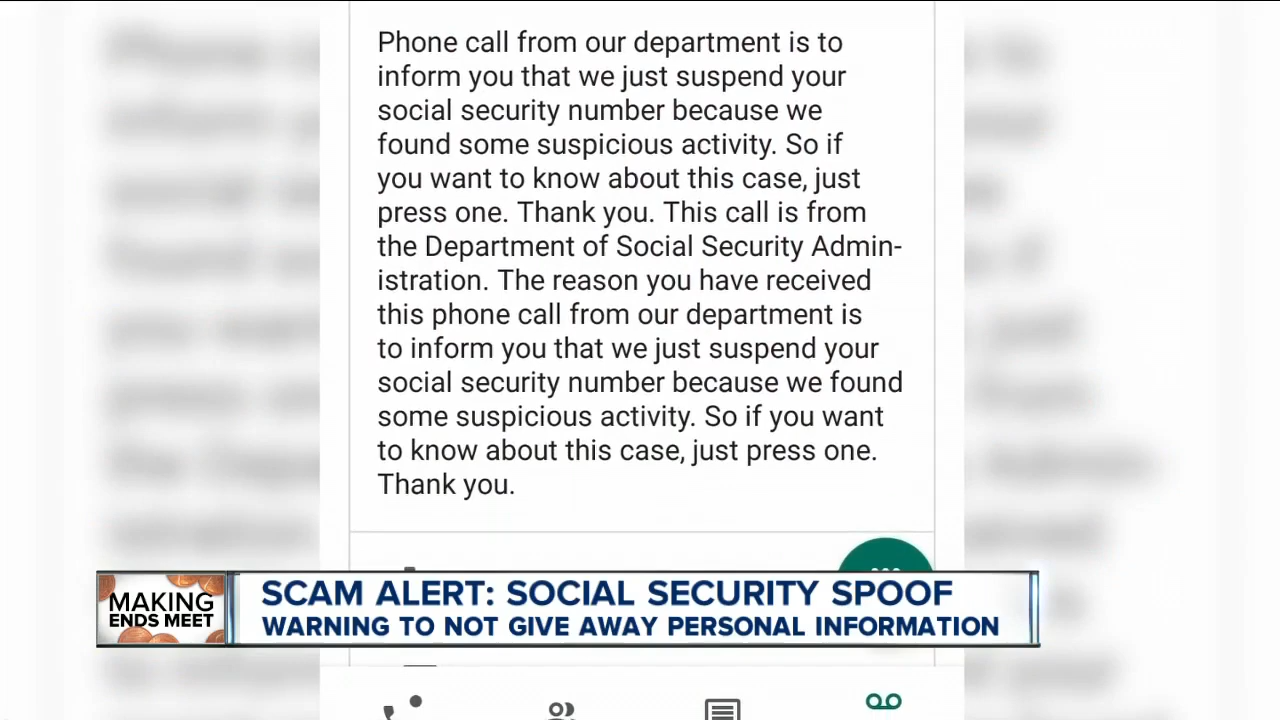 Phone call from our department is to
inform you that we just suspend your
social security number because we
found some suspicious activity. So if
you want to know about this case, just
press one. Thank you. This call is from
the Department of Social Security Admin-
istration. The reason you have received
this phone call from our department is
to inform you that we just suspend your
social security number because we found
some suspicious activity. So if you want
to know about this case, just press one.
Thank you.
MAKING
ENDS MEET
SCAM ALERT: SOCIAL SECURITY SPOOF
WARNING TO NOT GIVE AWAY PERSONAL INFORMATION